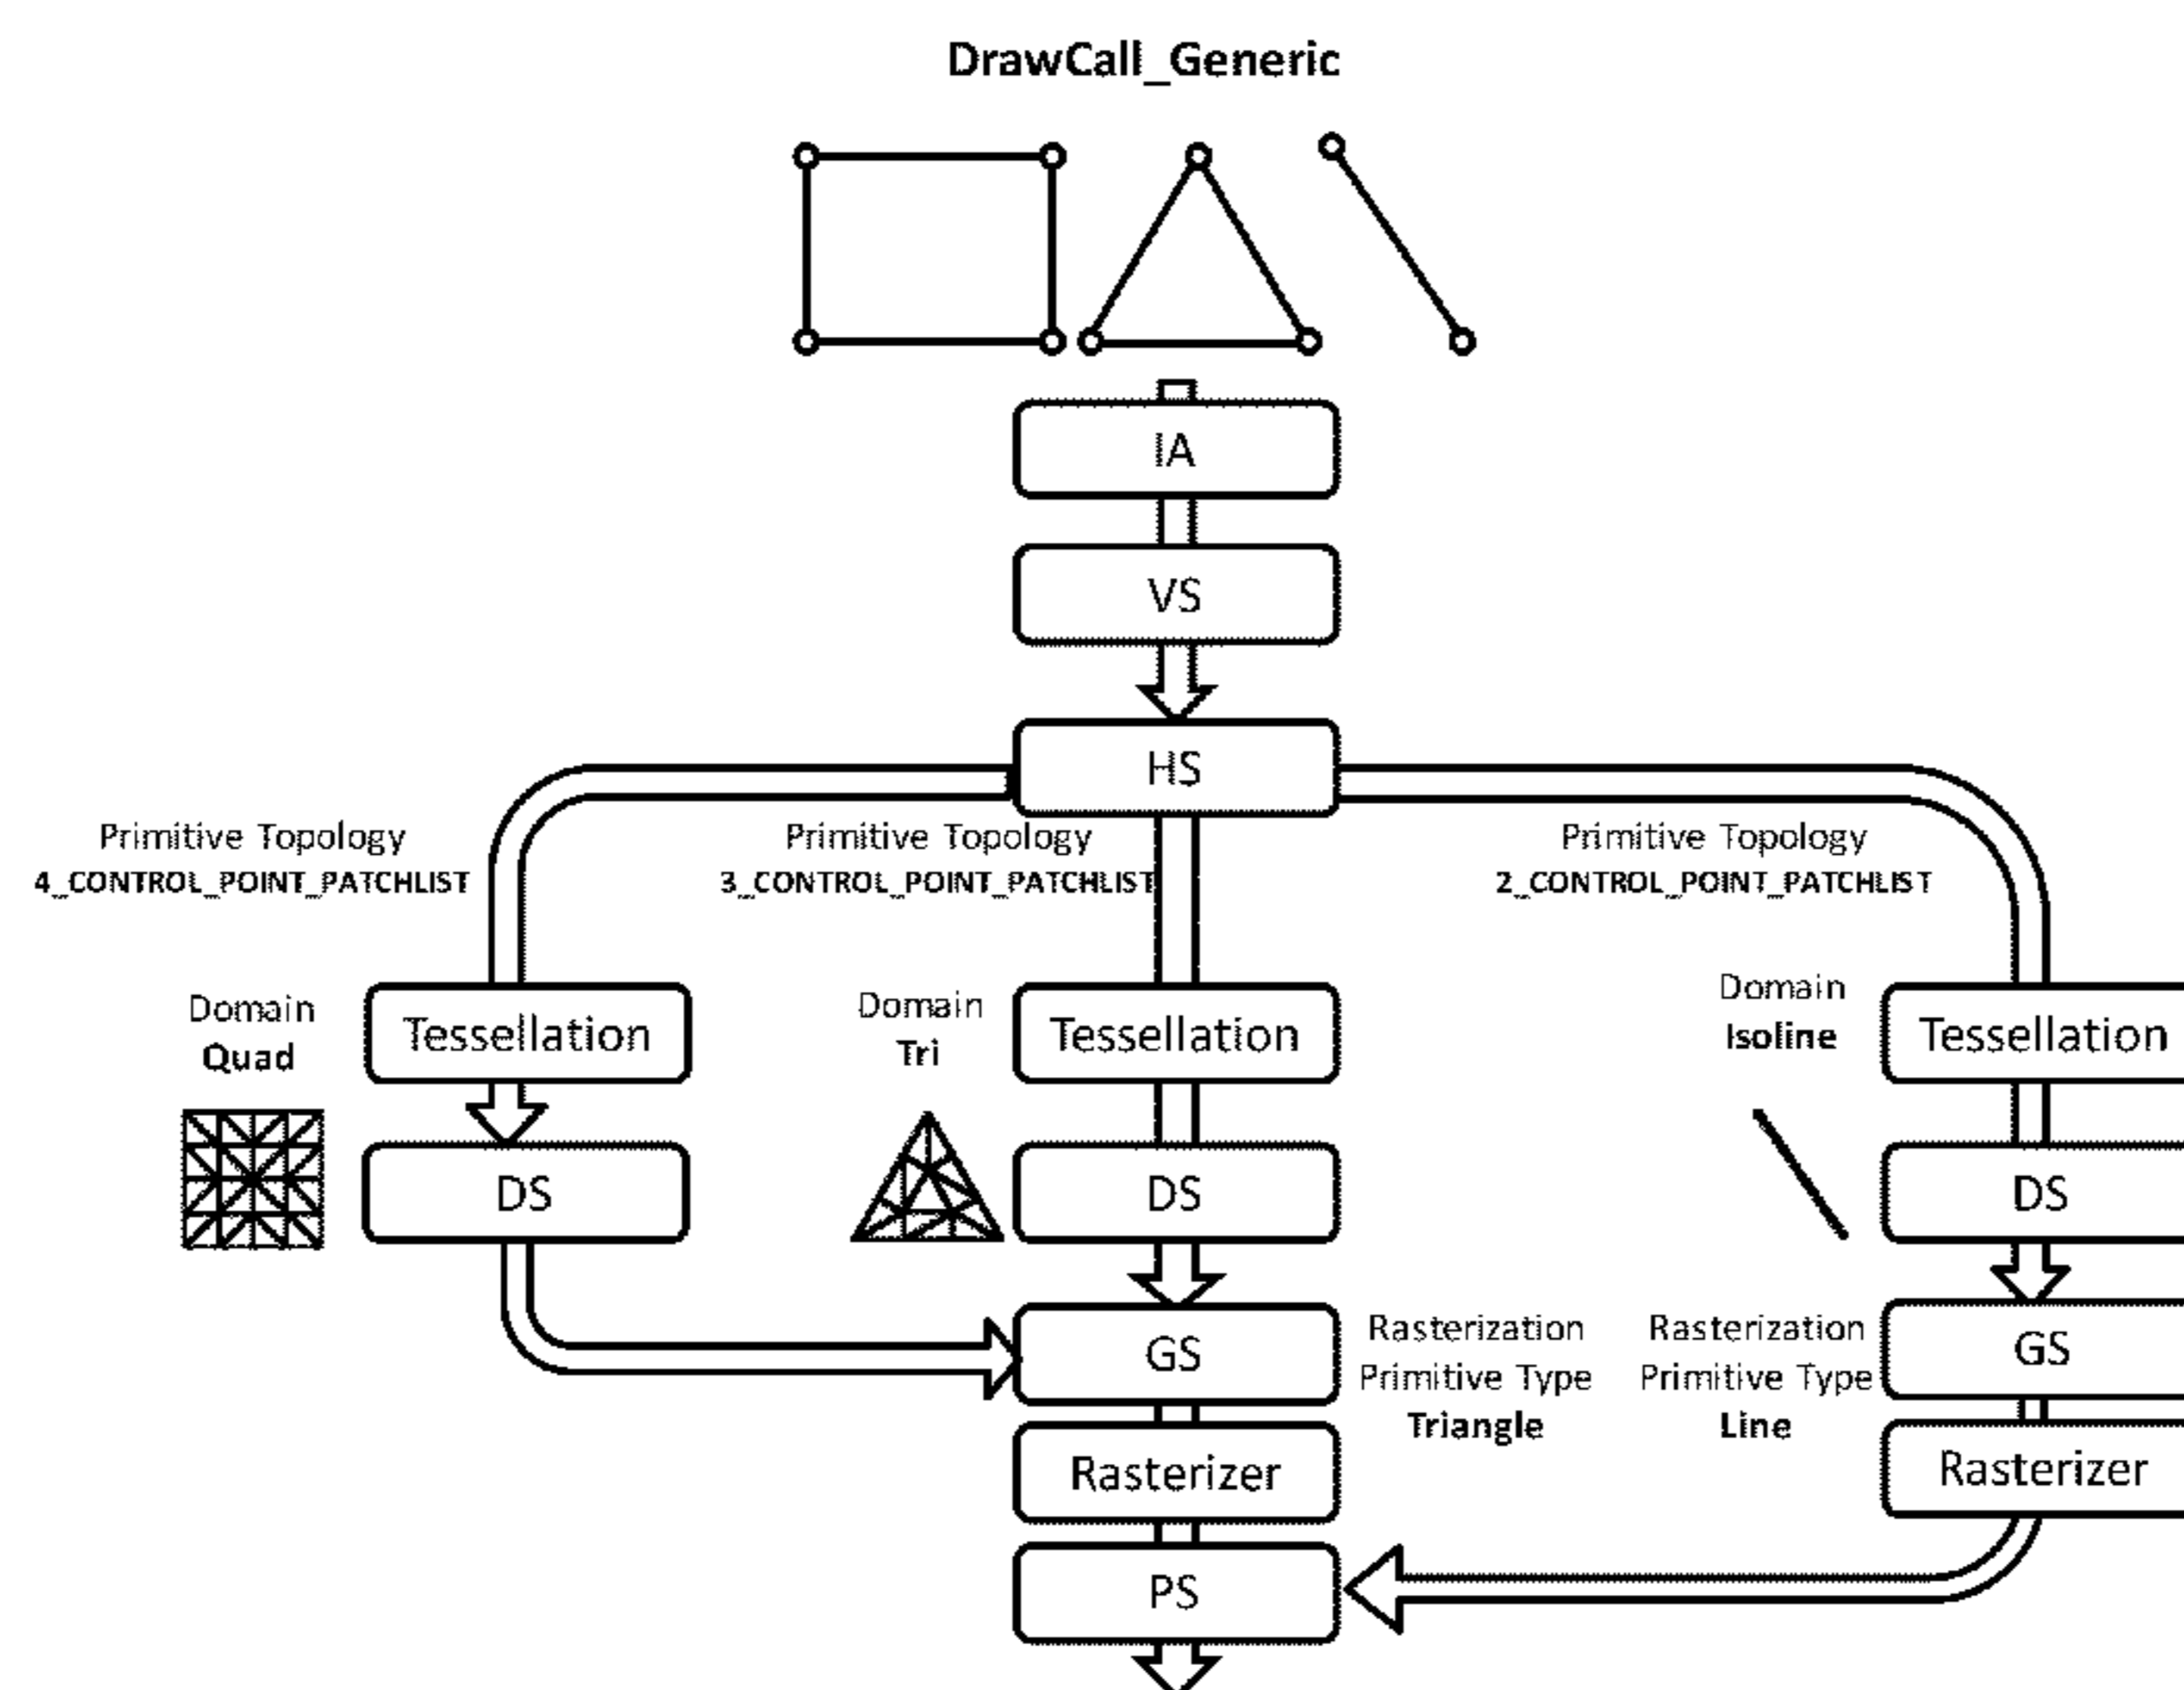 DrawCall_Generic
IA
VS
HS
Primitive Topology
4_CONTROL_POINT_PATCHLIST
Primitive Topology
3_CONTROL_POINT_PATCHLIST
Primitive Topology
2_CONTROL_POINT_PATCHLIST
Domain
Quad
Tessellation
Domain
Tri
Tessellation
Domain
Isoline
Tessellation
DS
DS
DS
GS
Rasterization
Primitive Type
Triangle
Rasterization
Primitive Type
Line
GS
Rasterizer
Rasterizer
PS